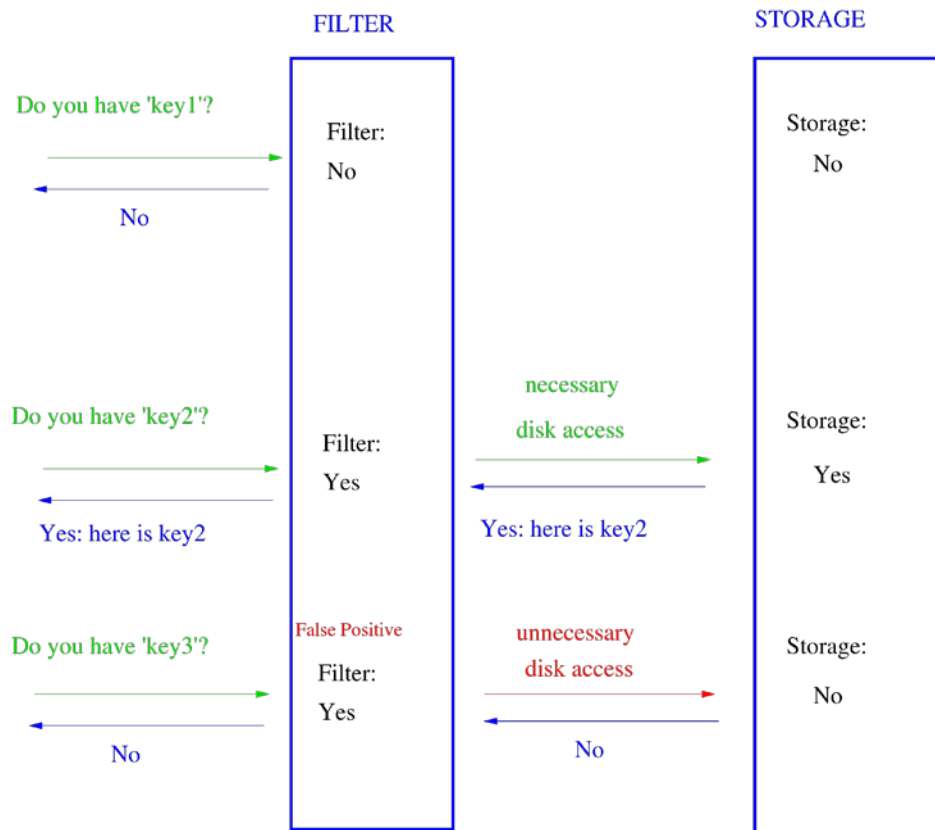 FILTER
STORAGE
Do you have 'key1'?
Filter:
No
Storage:
No
No
Do you have 'key2'?
Filter:
Yes
necessary
disk access
Storage:
Yes
Yes: here is key2
Yes: here is key2
Do you have 'key3'?
False Positive
Filter:
Yes
unnecessary
disk access
Storage:
No
No
No